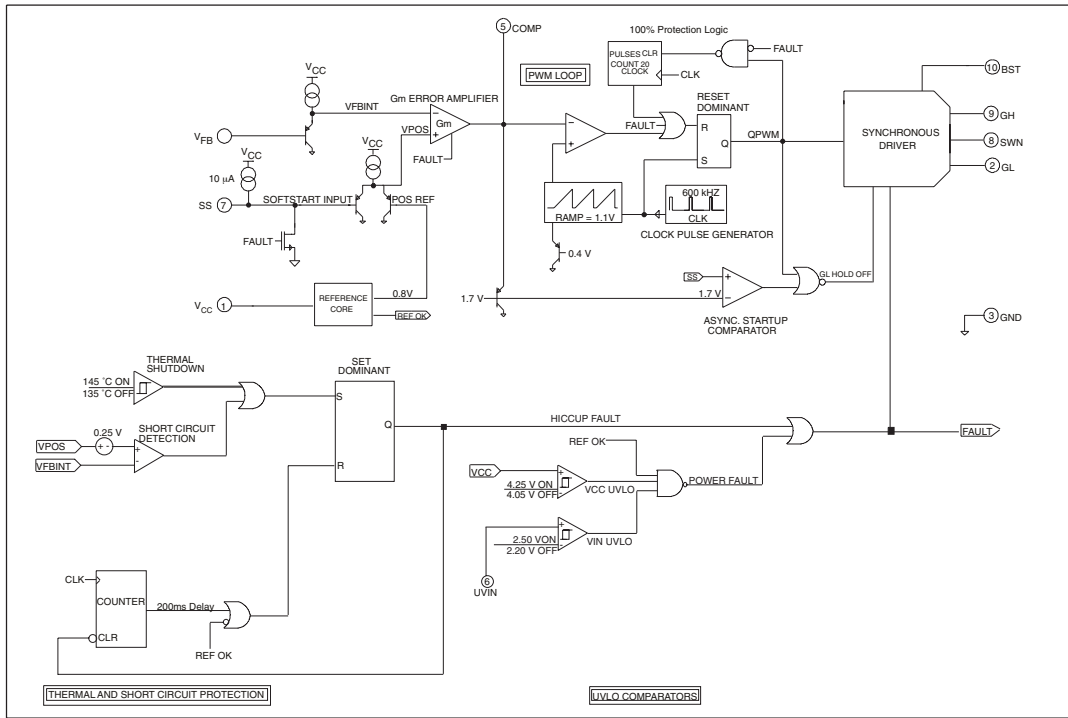 5 COMP
100% Protection Logic
PULSES CLR
COUNT 20
CLOCK
FAULT
CLK
PWM LOOP
10 BST
VCC
Gm ERROR AMPLIFIER
VFBINT
Gm
VPOS
VFB
FAULT
RESET
DOMINANT
FAULT
R
Q
S
QPWM
SYNCHRONOUS
DRIVER
9 GH
8 SWN
2 GL
VCC
10 µA
VCC
SS 7
SOFTSTART INPUT
POS REF
FAULT
RAMP = 1.1V
600 kHZ
CLK
CLOCK PULSE GENERATOR
0.4 V
GL HOLD OFF
SS
+
1.7 V
1.7 V
ASYNC. STARTUP
COMPARATOR
VCC 1
REFERENCE
CORE
0.8V
REF OK
3 GND
THERMAL
SHUTDOWN
145 ˚C ON
135 ˚C OFF
SET
DOMINANT
S
Q
R
0.25 V
SHORT CIRCUIT
DETECTION
VPOS
VFBINT
HICCUP FAULT
FAULT
REF OK
VCC
4.25 V ON
4.05 V OFF
VCC UVLO
POWER FAULT
2.50 VON
2.20 V OFF
VIN UVLO
6
UVIN
CLK
COUNTER
CLR
200ms Delay
REF OK
THERMAL AND SHORT CIRCUIT PROTECTION
UVLO COMPARATORS